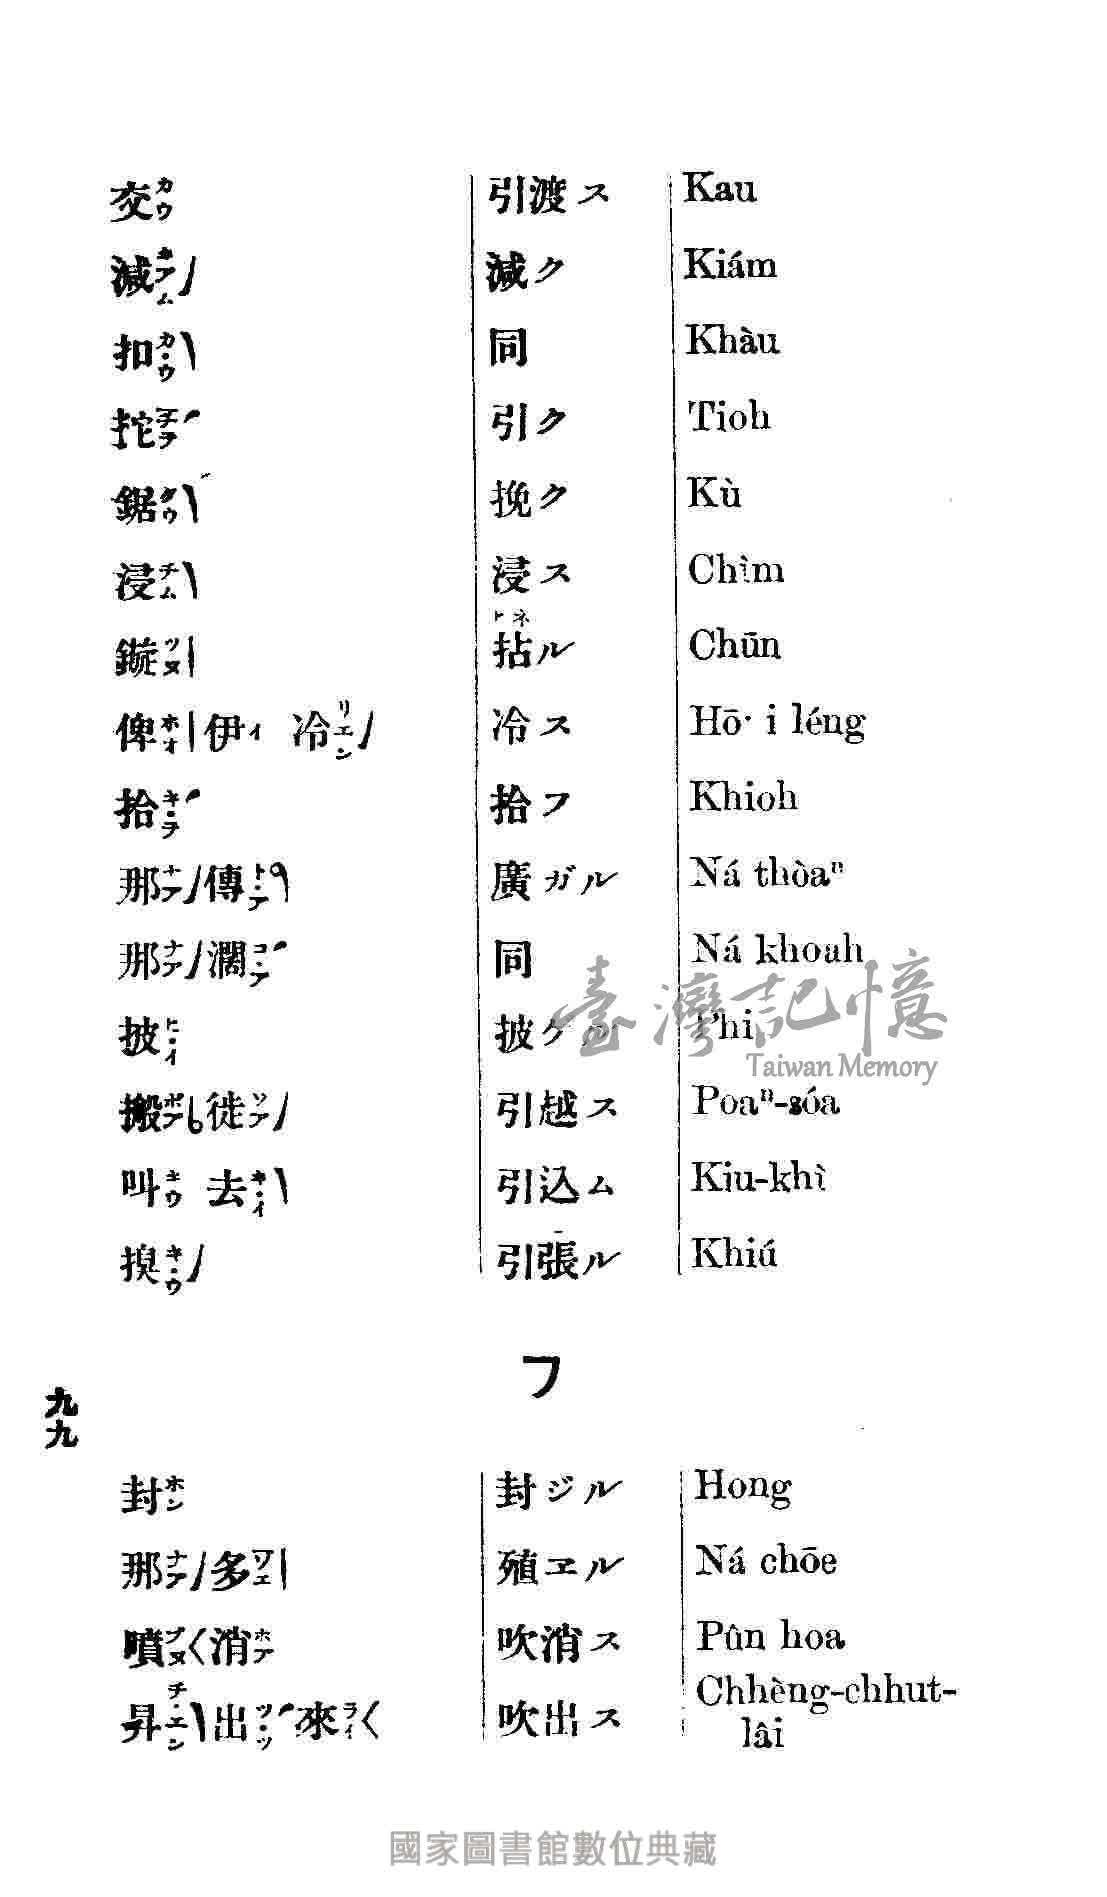 交カウ 引渡ス Kau
減キアム 減ク Kiám
扣カ・ウ 同 Khàu
拕チヲ 引ク Tioh
鋸クウ 挽ク Kù
浸チム 浸ス Chìm
鏇ツヌ 拈ル Chūn
トネ
俾ホオ 伊イ 冷リエン 冷ス Hō· i léng
拾キ・ヲ 拾フ Khioh
那ナア 傳ト・ア 廣ガル Ná thòaⁿ
那ナア 濶コ・ア 同 Ná khoah
披ヒ・イ 披ケル Phi
搬ポア 徙ソア 引越ス Poaⁿ-sóa
叫キウ 去キ・イ 引込ム Kiu-khì
搝キ・ウ 引張ル Khiú
フ
封ホン 封ジル Hong
那ナア 多ツエ 殖ヱル Ná chōe
噴プヌ 消ホア 吹消ス Pûn hoa
昇チ・エン 出ツ・ツ 來ライ 吹出ス Chhèng-chhut-
lâi
九九
臺灣記憶
Taiwan Memory
國家圖書館數位典藏